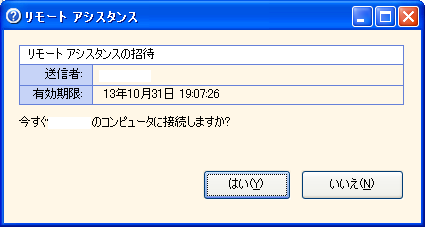 リモート アシスタンス
リモート アシスタンスの招待
送信者:
有効期限: 13年10月31日 19:07:26
今すぐ のコンピュータに接続しますか?
はい(Y) いいえ(N)